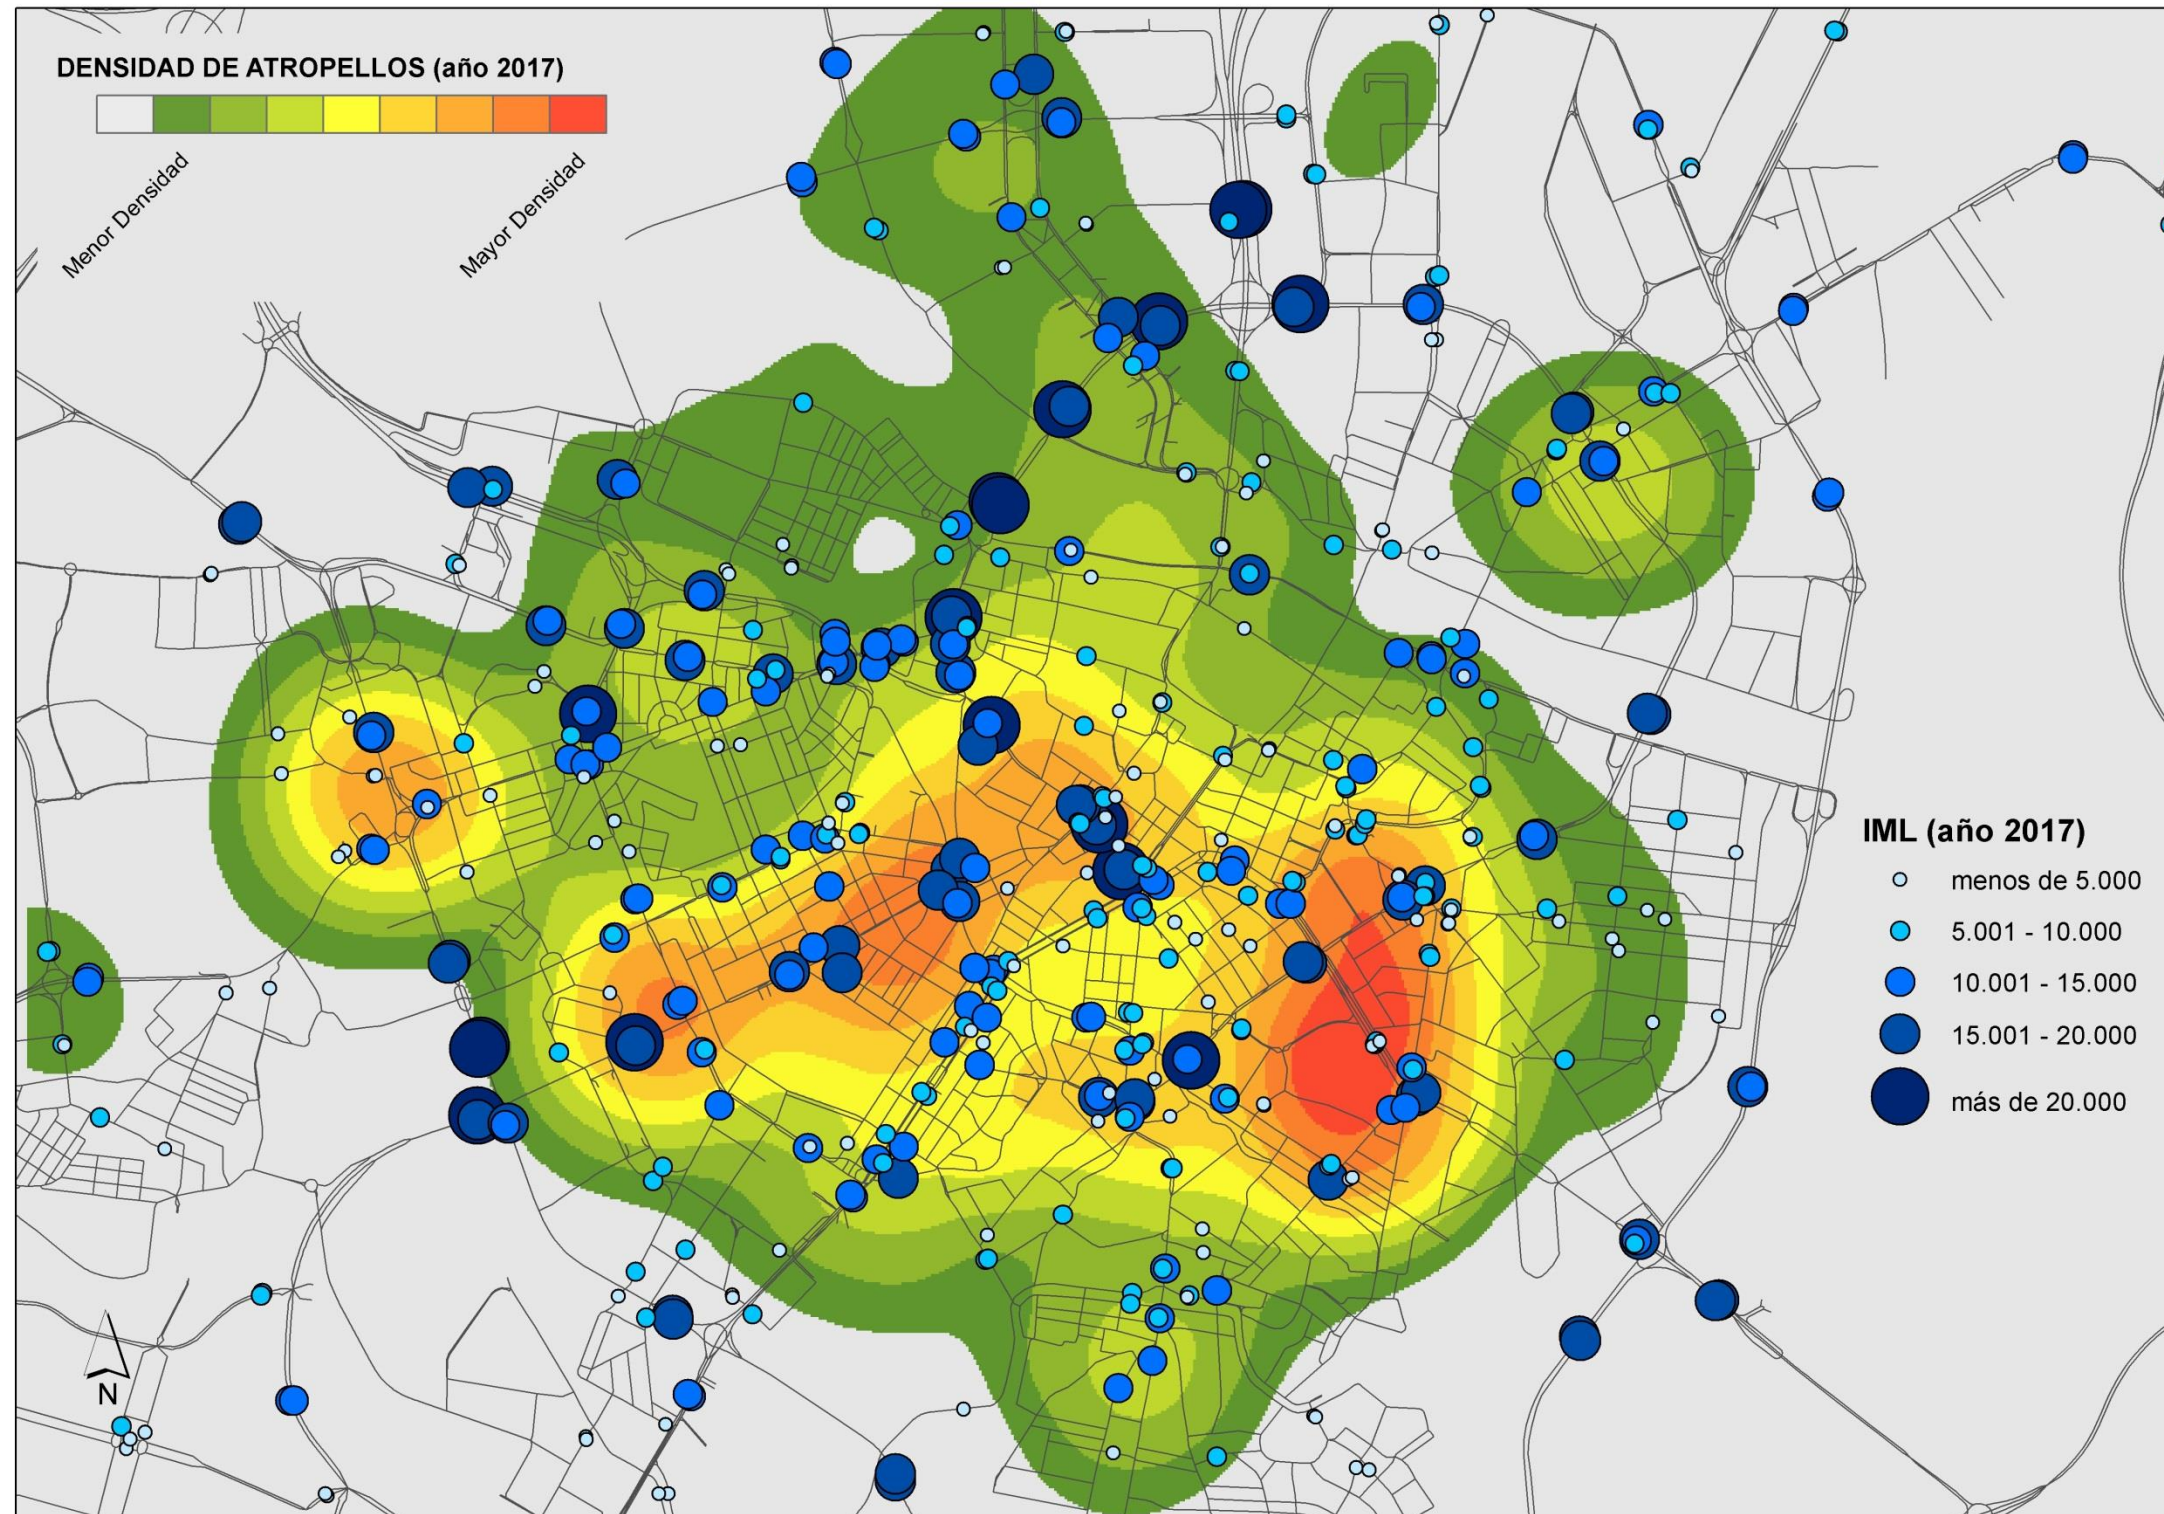 DENSIDAD DE ATROPELLOS (año 2017)
Menor Densidad
Mayor Densidad
IML (año 2017)
menos de 5.000
5.001 - 10.000
10.001 - 15.000
15.001 - 20.000
más de 20.000
N